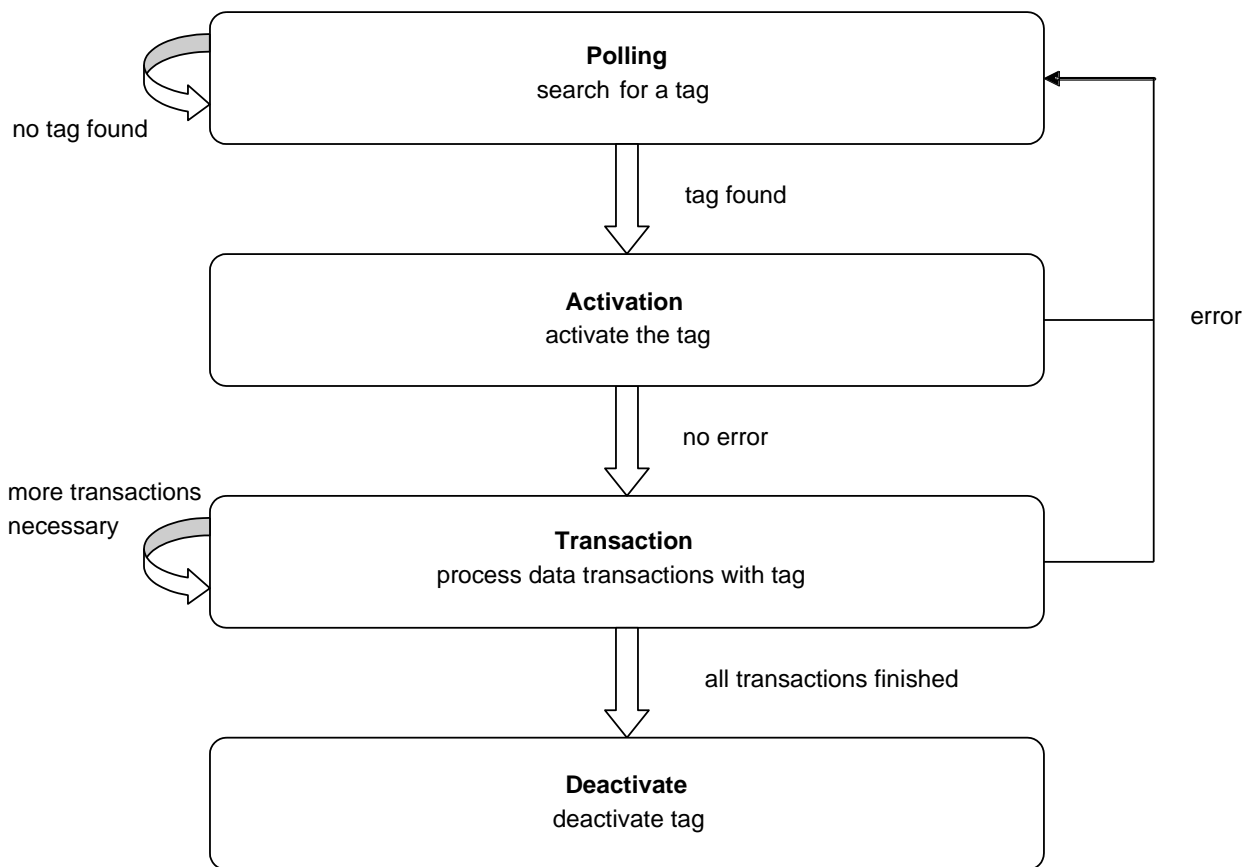 Polling
search for a tag
no tag found
tag found
Activation
activate the tag
error
no error
more transactions
necessary
Transaction
process data transactions with tag
all transactions finished
Deactivate
deactivate tag